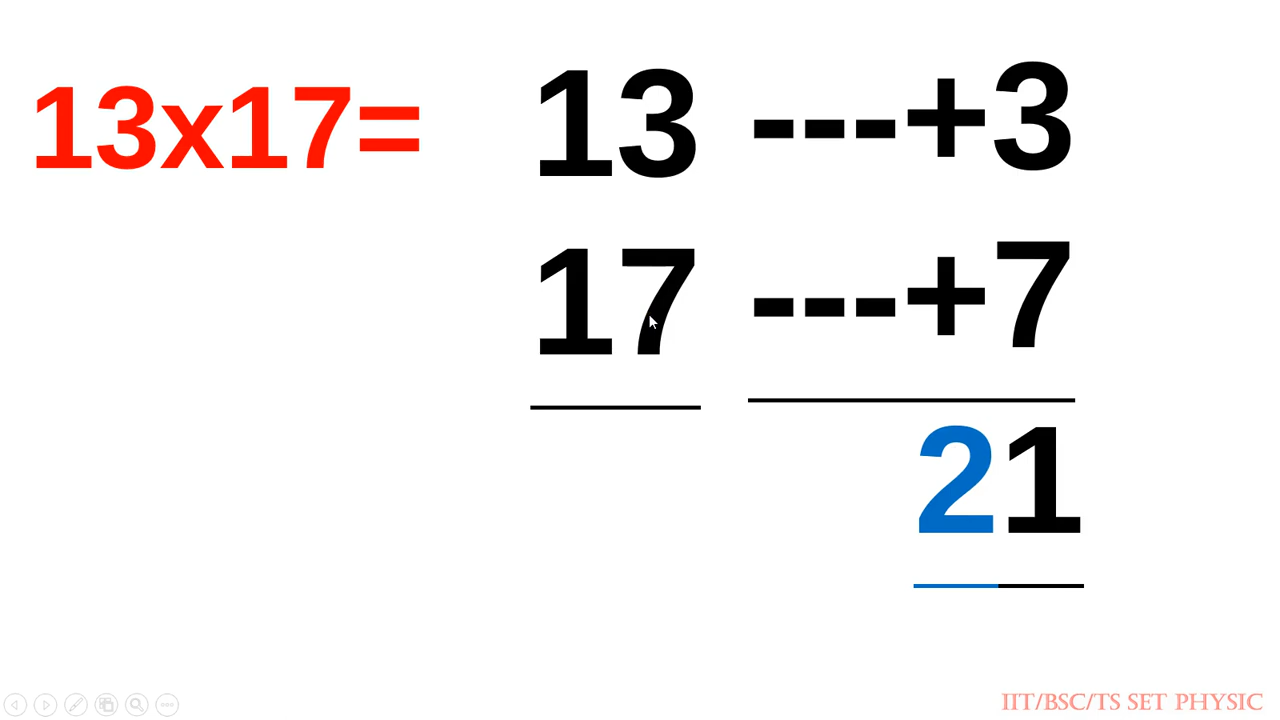 13x17=
13 ---+3
17 ---+7
21
IIT/BSC/TS SET PHYSIC